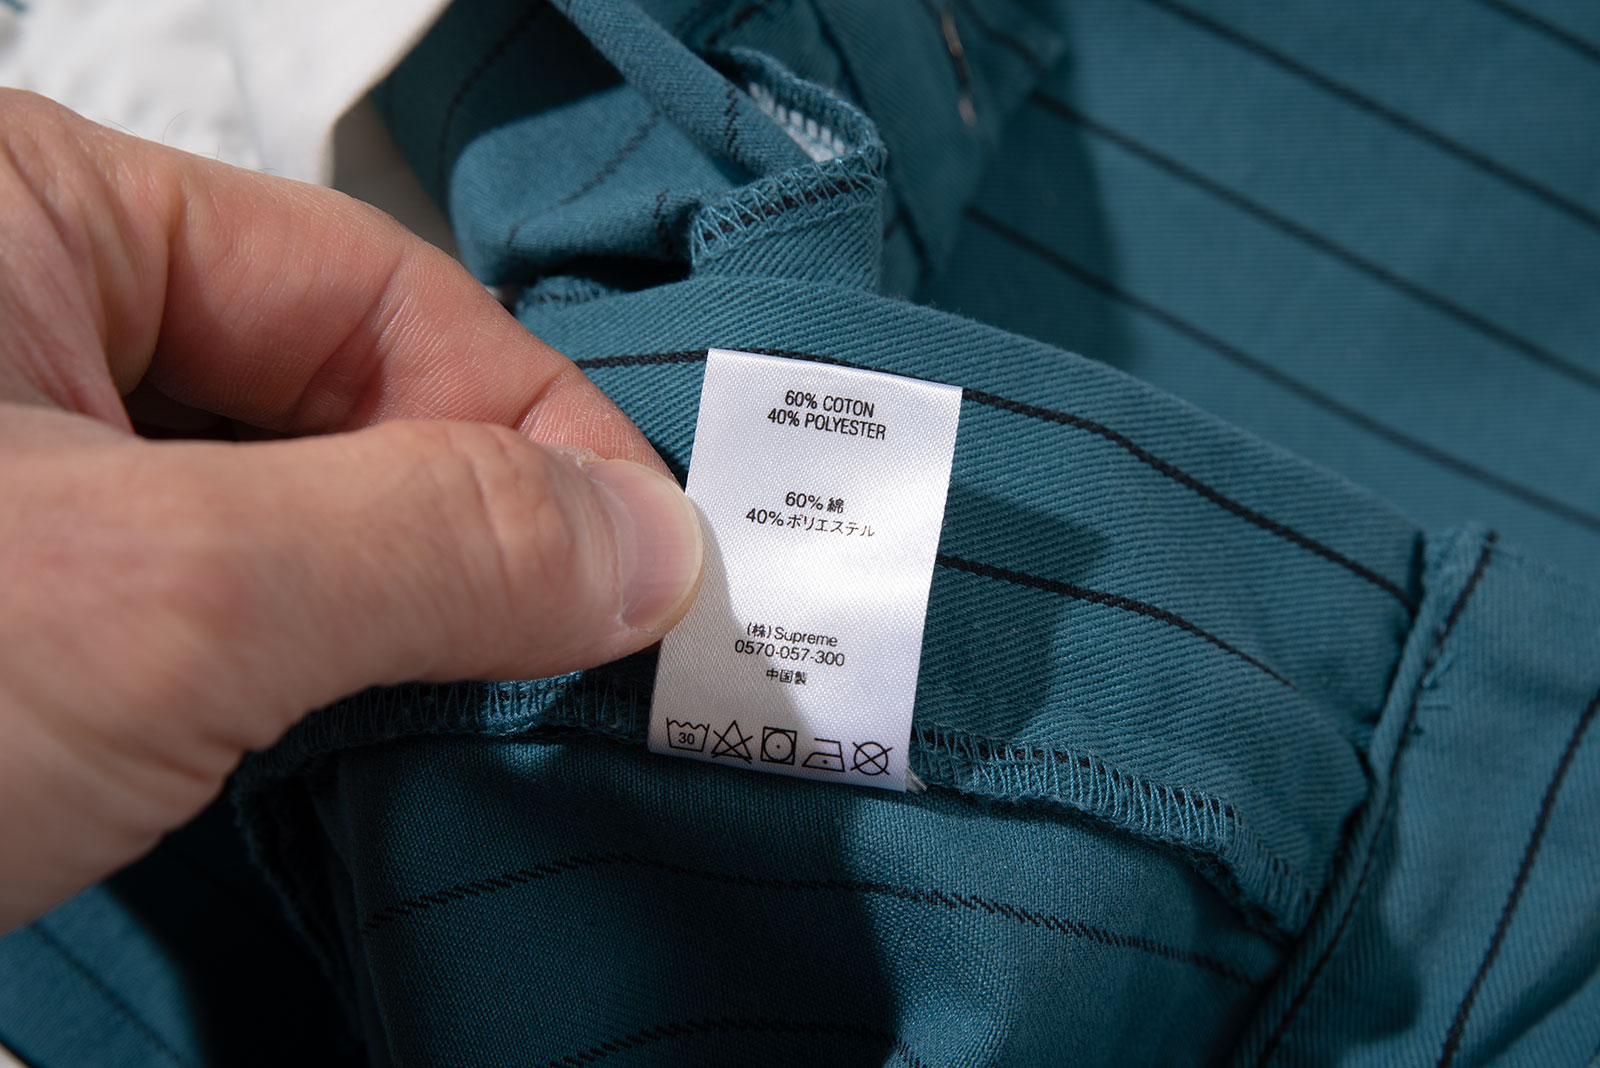 60% COTON
40% POLYESTER
60% 綿
40% ポリエステル
(株) Supreme
0570-057-300
中国製
30